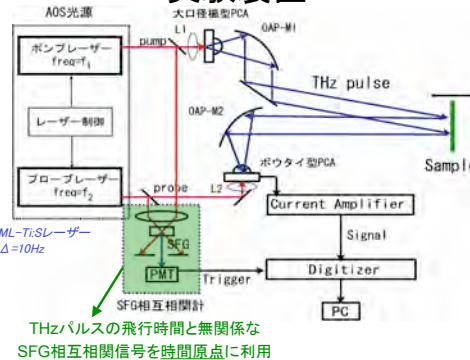 AOS光源
大口径確型PCA
ポンプレーザー
freq=f1
pump
L1
OAP-M1
THz pulse
レーザー制御
OAP-M2
プローブレーザー
freq=f2
probe
L2
ボウタイ型PCA
Sample
ML-Ti:Sレーザー
Δ=10Hz
SFG
Current Amplifier
Signal
PMT
Trigger
Digitizer
SFG相互相関計
PC
THzパルスの飛行時間と無関係な
SFG相互相関信号を時間原点に利用